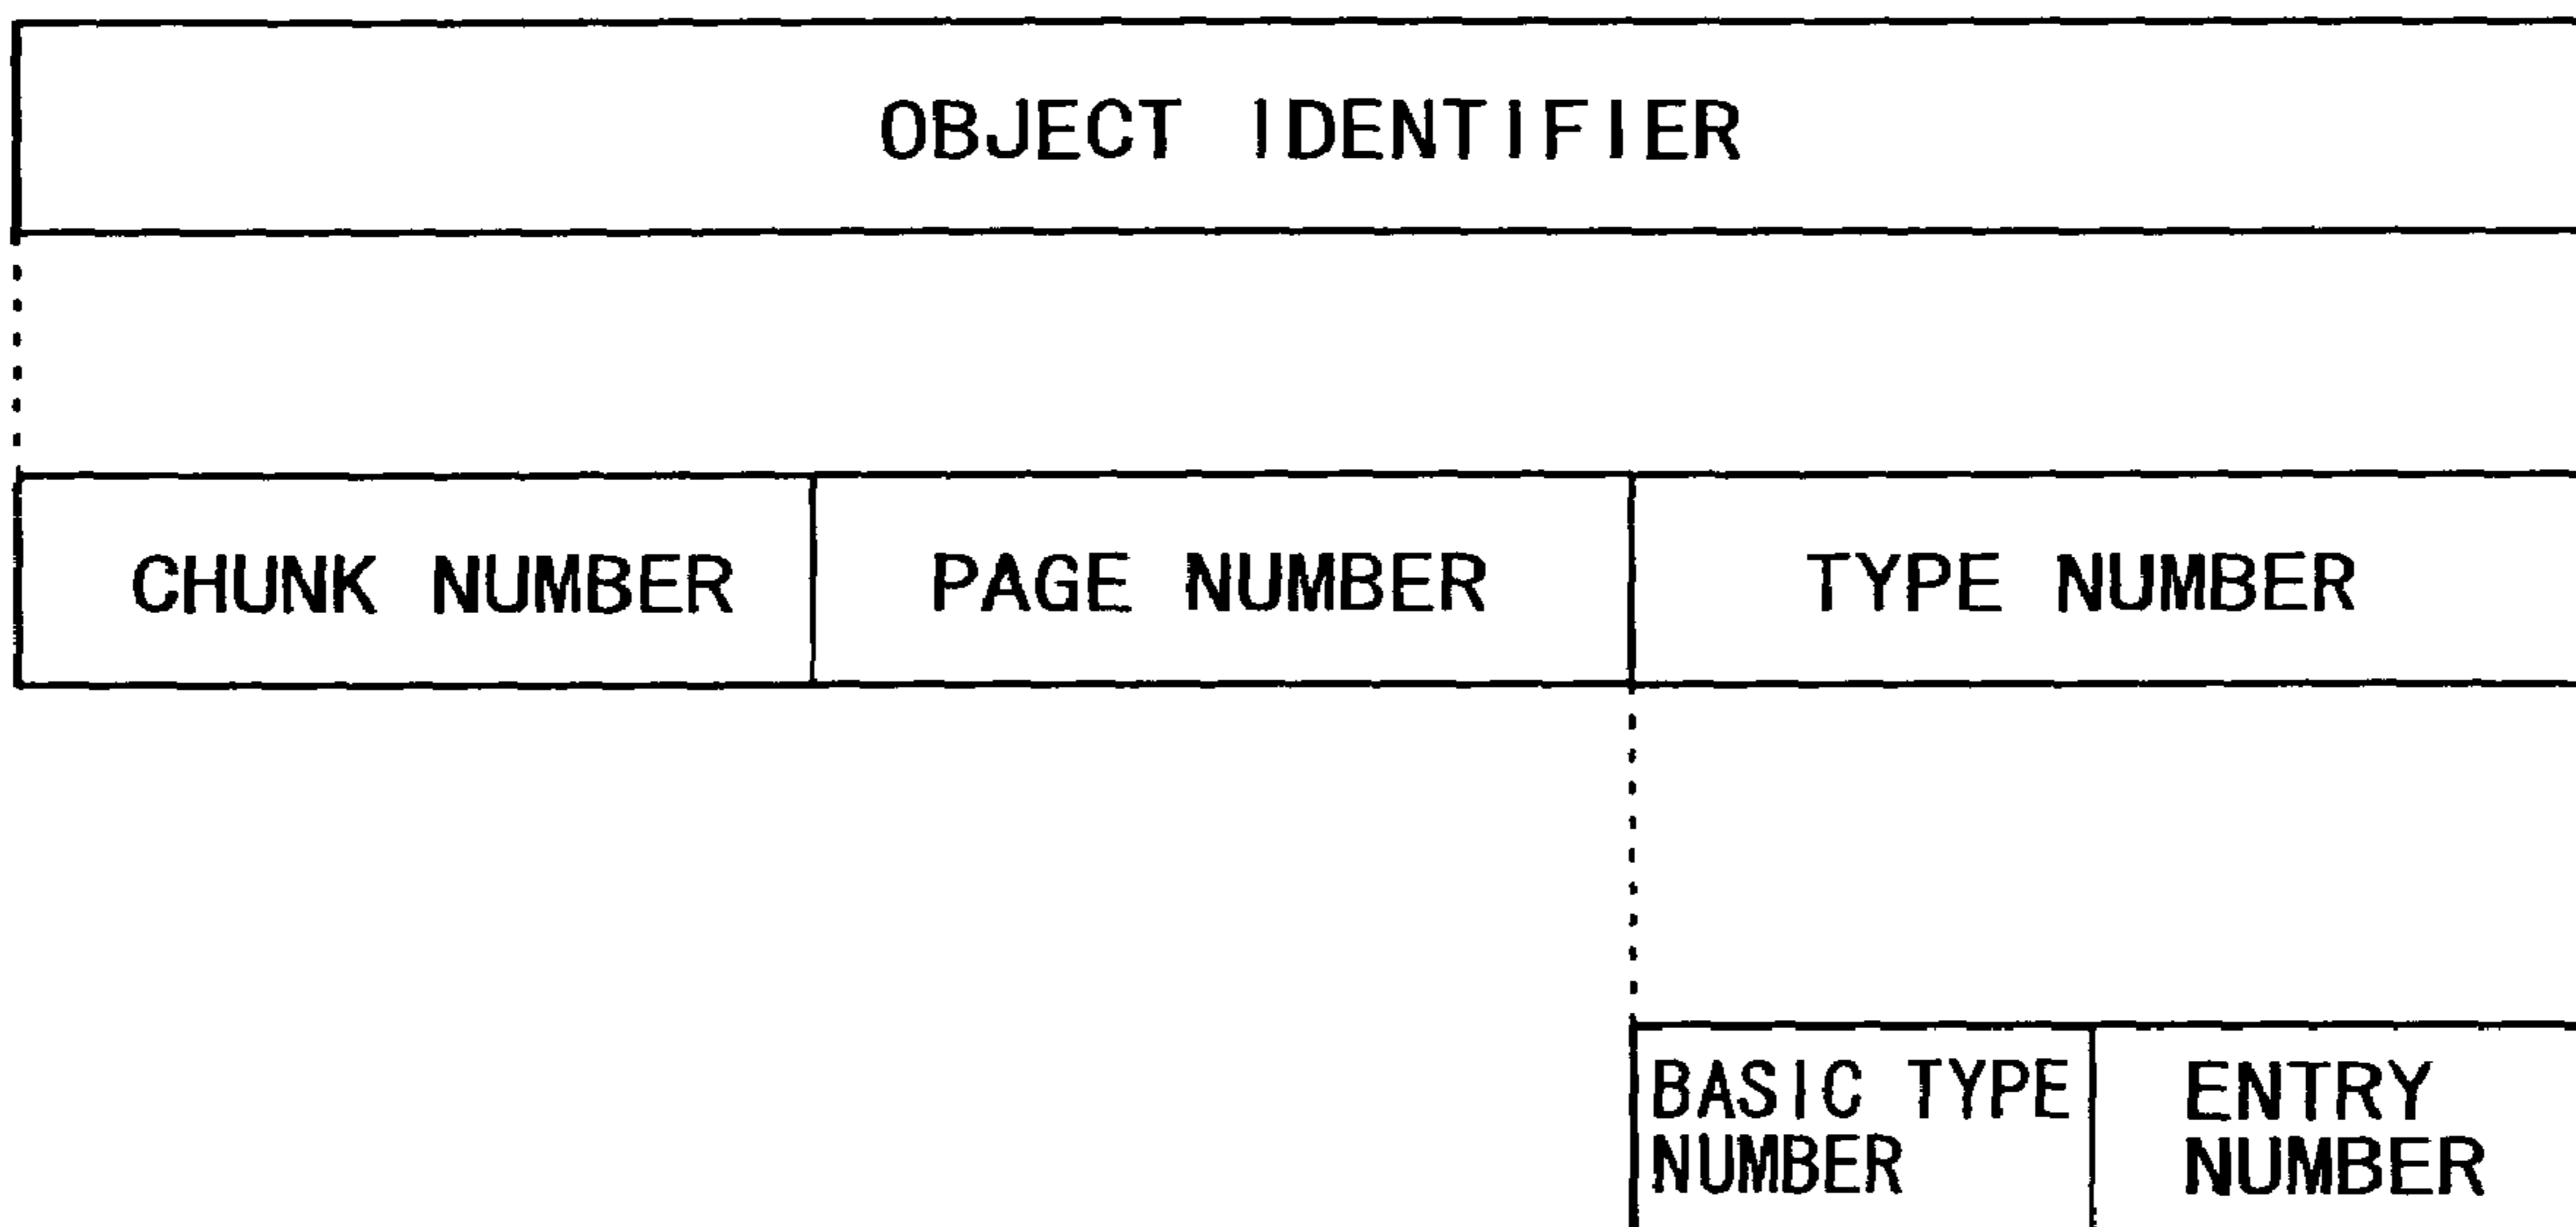 OBJECT IDENTIFIER
CHUNK NUMBER
PAGE NUMBER
TYPE NUMBER
BASIC TYPE
NUMBER
ENTRY
NUMBER